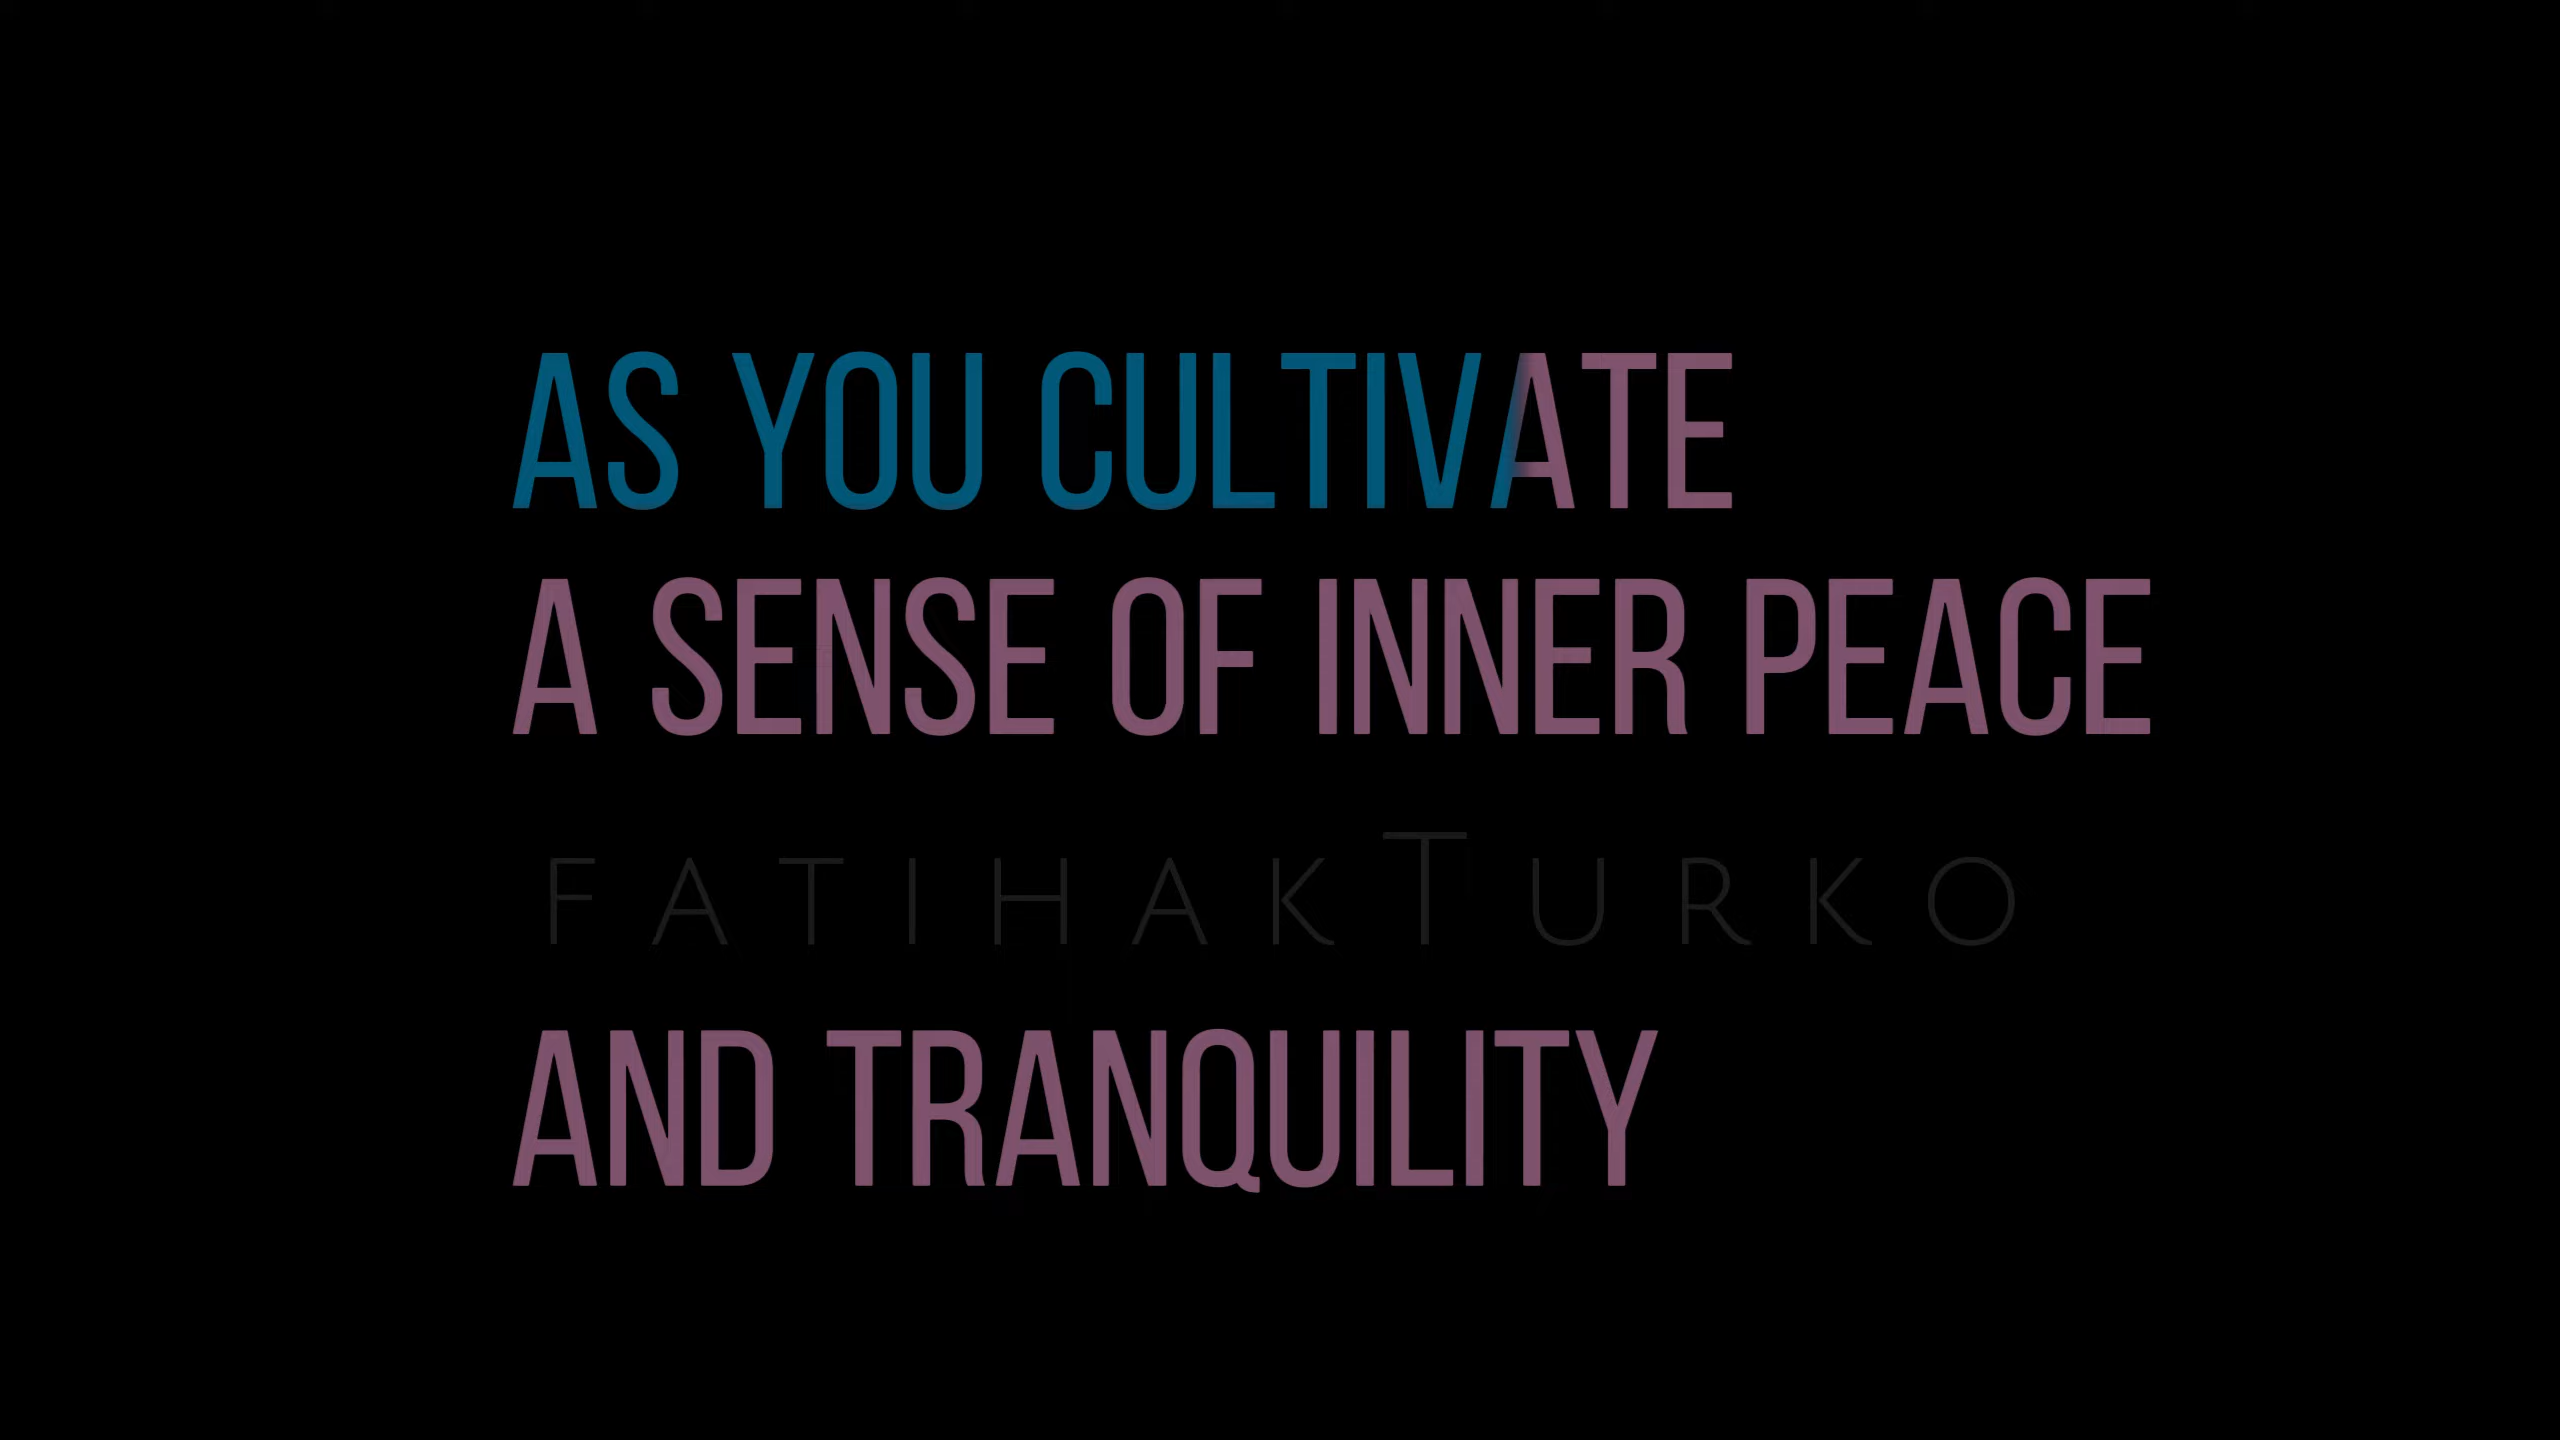 AS YOU CULTIVATE
A SENSE OF INNER PEACE
FATIHAKTURKO
AND TRANQUILITY